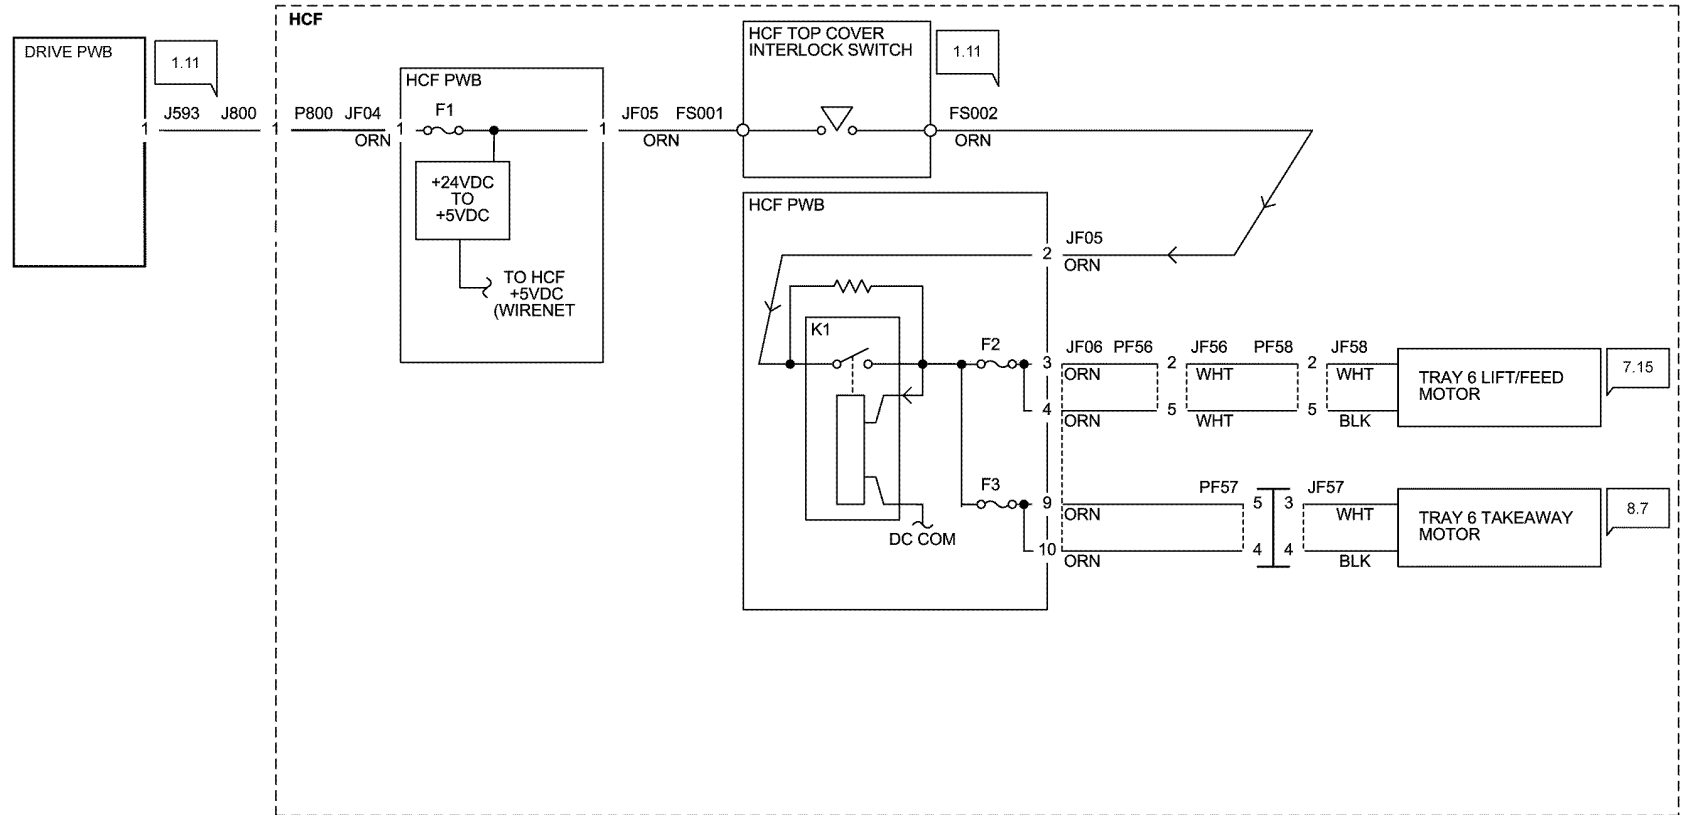 HCF
DRIVE PWB
1.11
1
J593
J800
1
P800
JF04
ORN
1
HCF PWB
F1
+24VDC
TO
+5VDC
TO HCF
+5VDC
(WIRENET
1
JF05
FS001
ORN
HCF TOP COVER
INTERLOCK SWITCH
1.11
FS002
ORN
HCF PWB
2
JF05
ORN
K1
F2
3
JF06
PF56
2
JF56
PF58
2
JF58
ORN
WHT
WHT
4
5
5
ORN
WHT
BLK
TRAY 6 LIFT/FEED
MOTOR
7.15
F3
9
PF57
5
3
JF57
ORN
WHT
DC COM
10
4
4
ORN
BLK
TRAY 6 TAKEAWAY
MOTOR
8.7